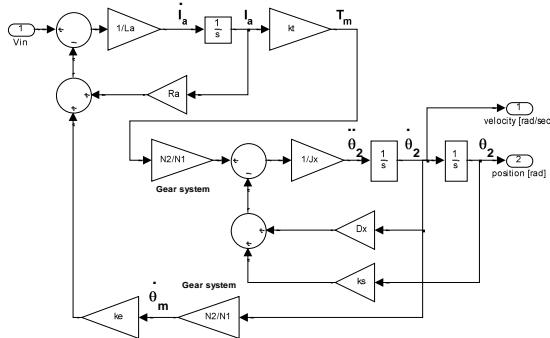 1
Vin
1/La
i̇a
1
s
Ia
kt
Tm
Ra
N2/N1
Gear system
1/Jx
θ̈2
1
s
θ̇2
1
s
θ2
1
velocity [rad/sec
2
position [rad]
Dx
ks
Gear system
θ̇m
ke
N2/N1